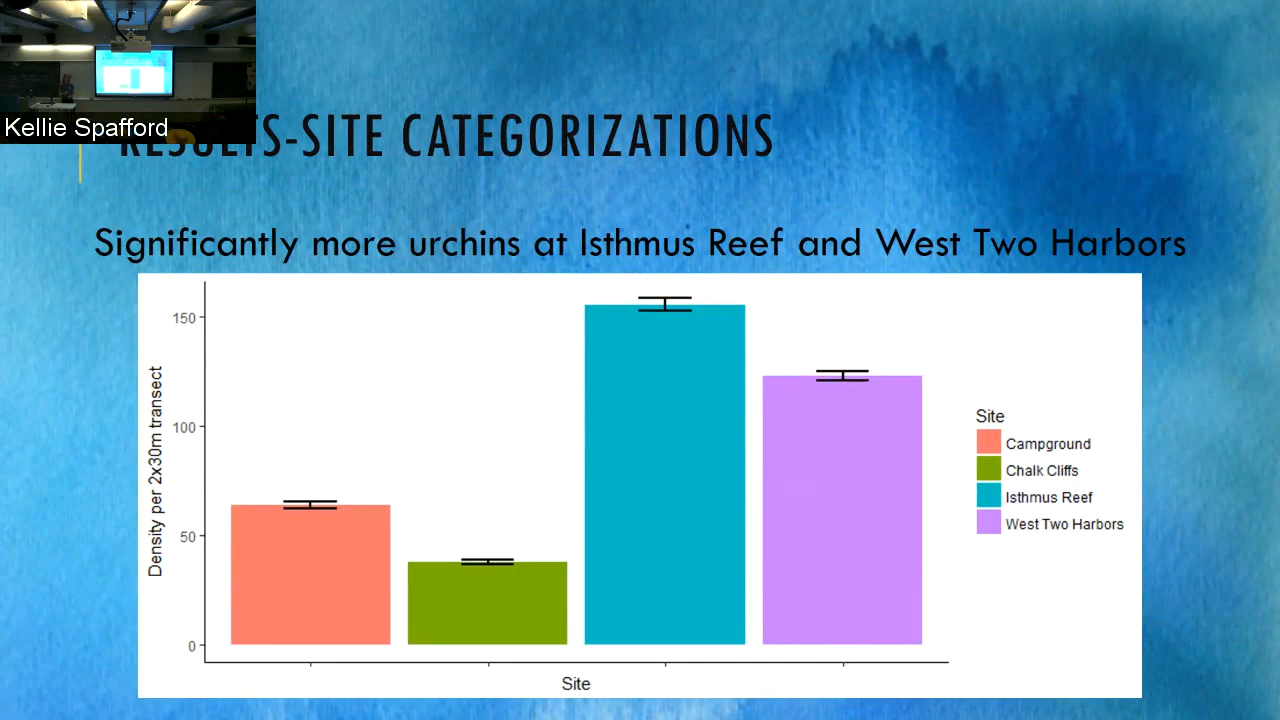 Kellie Spafford
RESULTS-SITE CATEGORIZATIONS
Significantly more urchins at Isthmus Reef and West Two Harbors
150
100
50
0
Density per 2x30m transect
Site
Site
Campground
Chalk Cliffs
Isthmus Reef
West Two Harbors